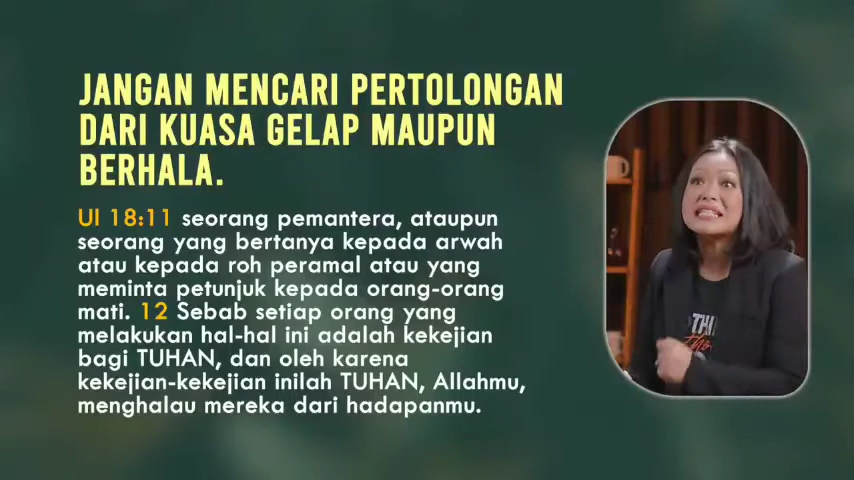 JANGAN MENCARI PERTOLONGAN
DARI KUASA GELAP MAUPUN
BERHALA.
Ul 18:11 seorang pemantera, ataupun
seorang yang bertanya kepada arwah
atau kepada roh peramal atau yang
meminta petunjuk kepada orang-orang
mati. 12 Sebab setiap orang yang
melakukan hal-hal ini adalah kekejian
bagi TUHAN, dan oleh karena
kekejian-kekejian inilah TUHAN, Allahmu,
menghalau mereka dari hadapanmu.